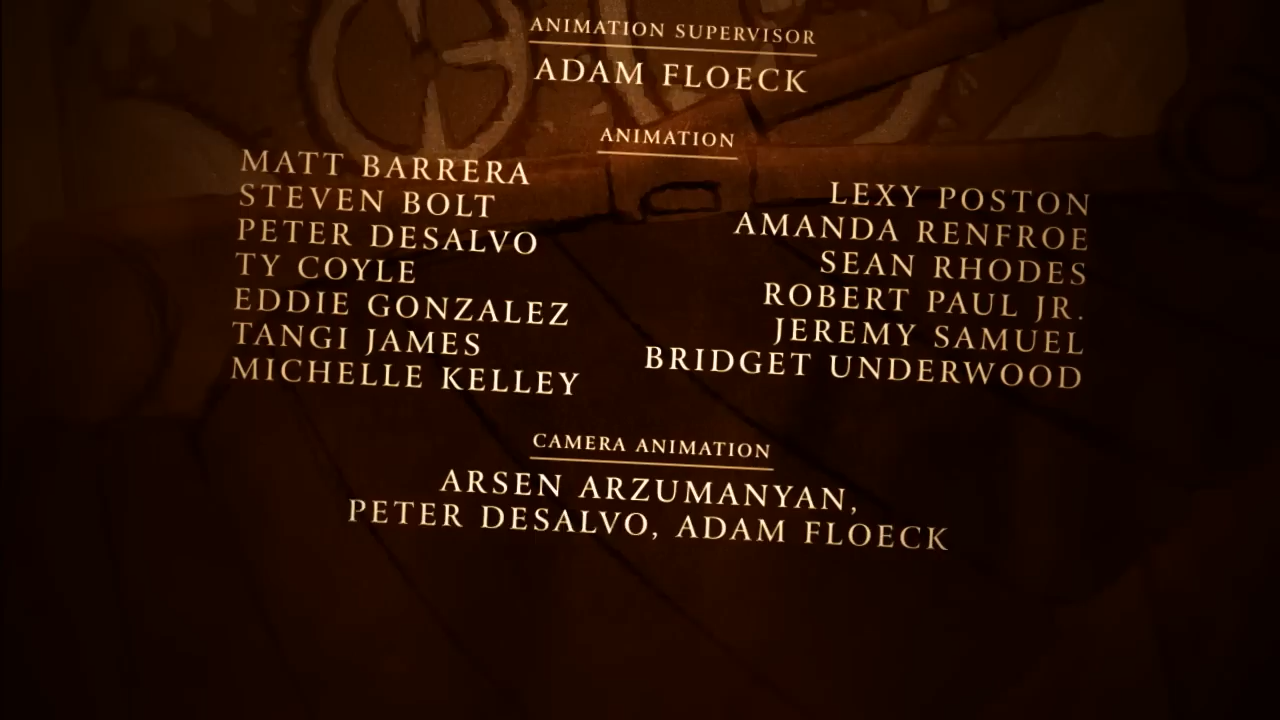 ANIMATION SUPERVISOR
ADAM FLOECK
ANIMATION
MATT BARRERA
STEVEN BOLT
PETER DESALVO
TY COYLE
EDDIE GONZALEZ
TANGI JAMES
MICHELLE KELLEY
LEXY POSTON
AMANDA RENFROE
SEAN RHODES
ROBERT PAUL JR.
JEREMY SAMUEL
BRIDGET UNDERWOOD
CAMERA ANIMATION
ARSEN ARZUMANYAN,
PETER DESALVO, ADAM FLOECK